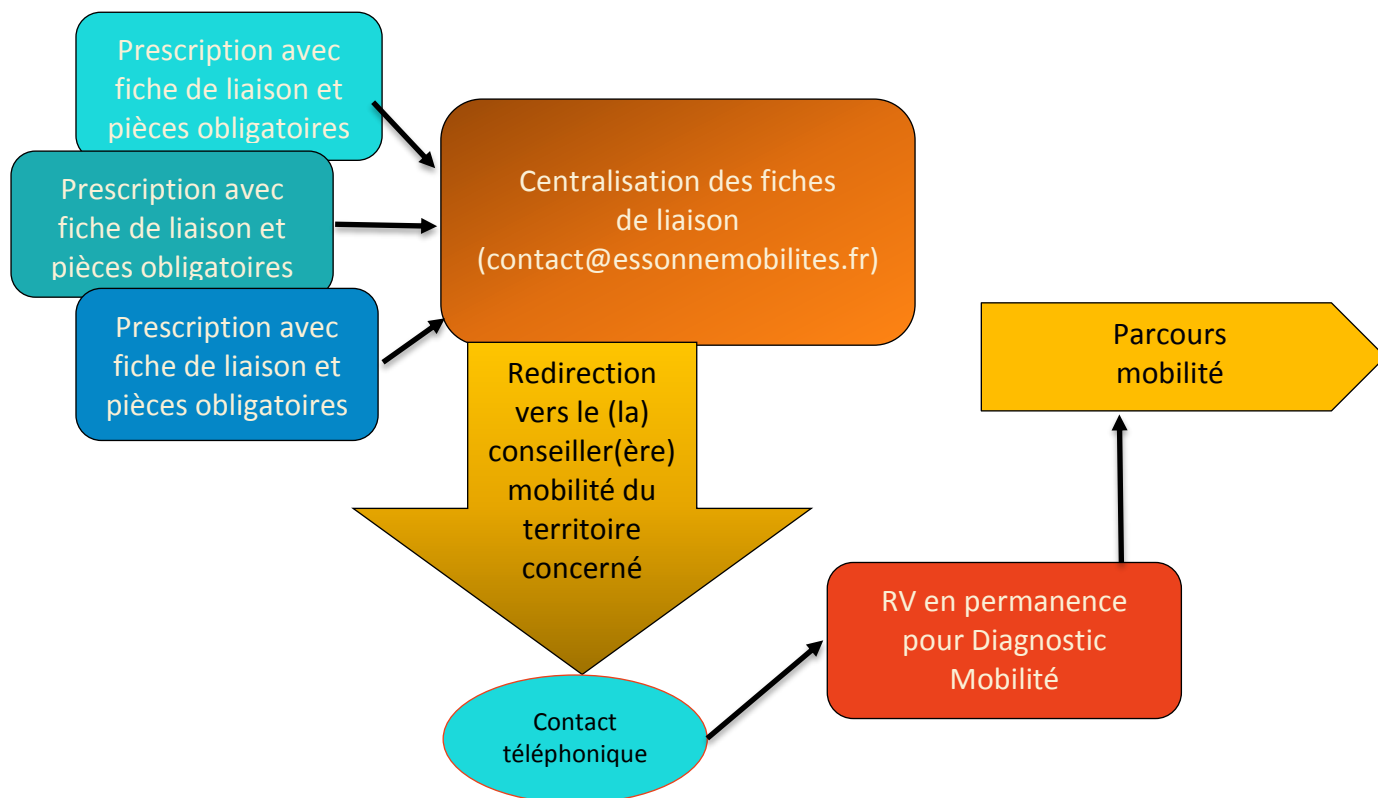 Prescription avec
fiche de liaison et
pièces obligatoires
Prescription avec
fiche de liaison et
pièces obligatoires
Prescription avec
fiche de liaison et
pièces obligatoires
Centralisation des fiches
de liaison
(contact@essonnemobilites.fr)
Redirection
vers le (la)
conseiller(ère)
mobilité du
territoire
concerné
Contact
téléphonique
RV en permanence
pour Diagnostic
Mobilité
Parcours
mobilité